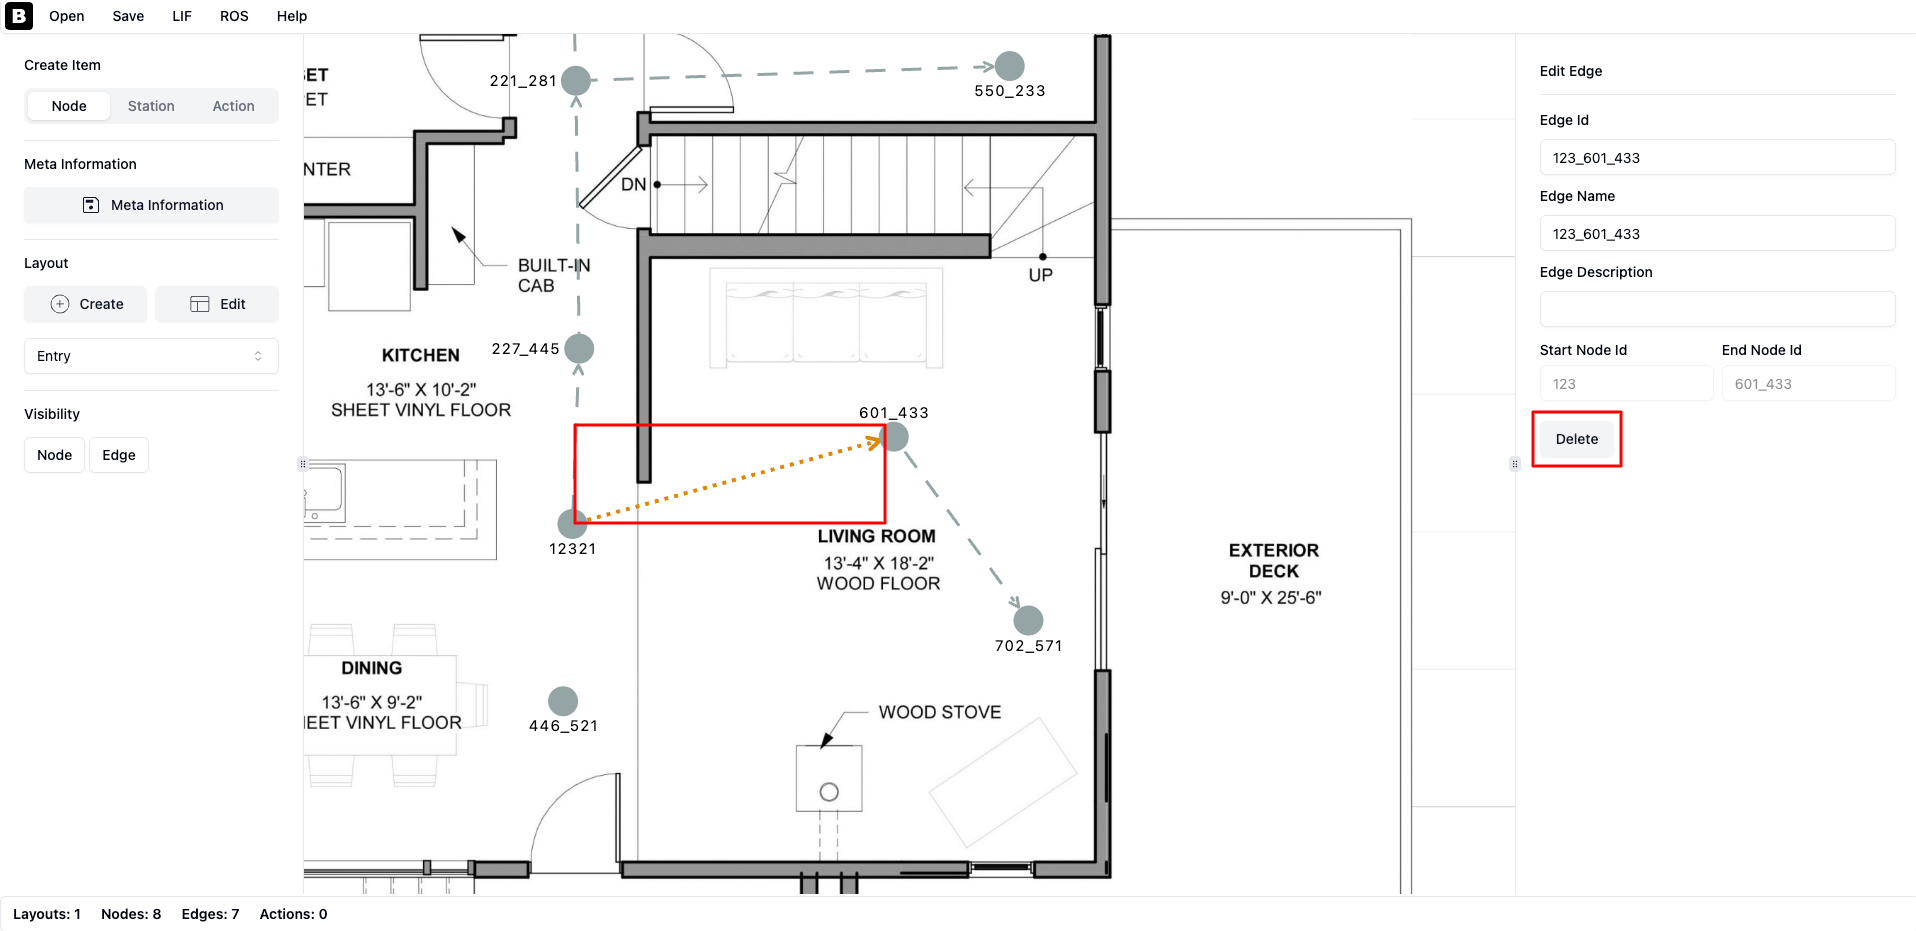 B Open Save LIF ROS Help
Create Item
Node Station Action
Meta Information
Meta Information
Layout
Create Edit
Entry
Visibility
Node Edge
ET
ET
NTER
221_281
550_233
DN
BUILT-IN
CAB
UP
227_445
KITCHEN
13'-6" X 10'-2"
SHEET VINYL FLOOR
601_433
12321
LIVING ROOM
13'-4" X 18'-2"
WOOD FLOOR
EXTERIOR
DECK
9'-0" X 25'-6"
702_571
DINING
13'-6" X 9'-2"
EET VINYL FLOOR
446_521
WOOD STOVE
Edit Edge
Edge Id
123_601_433
Edge Name
123_601_433
Edge Description
Start Node Id End Node Id
123 601_433
Delete
Layouts: 1 Nodes: 8 Edges: 7 Actions: 0